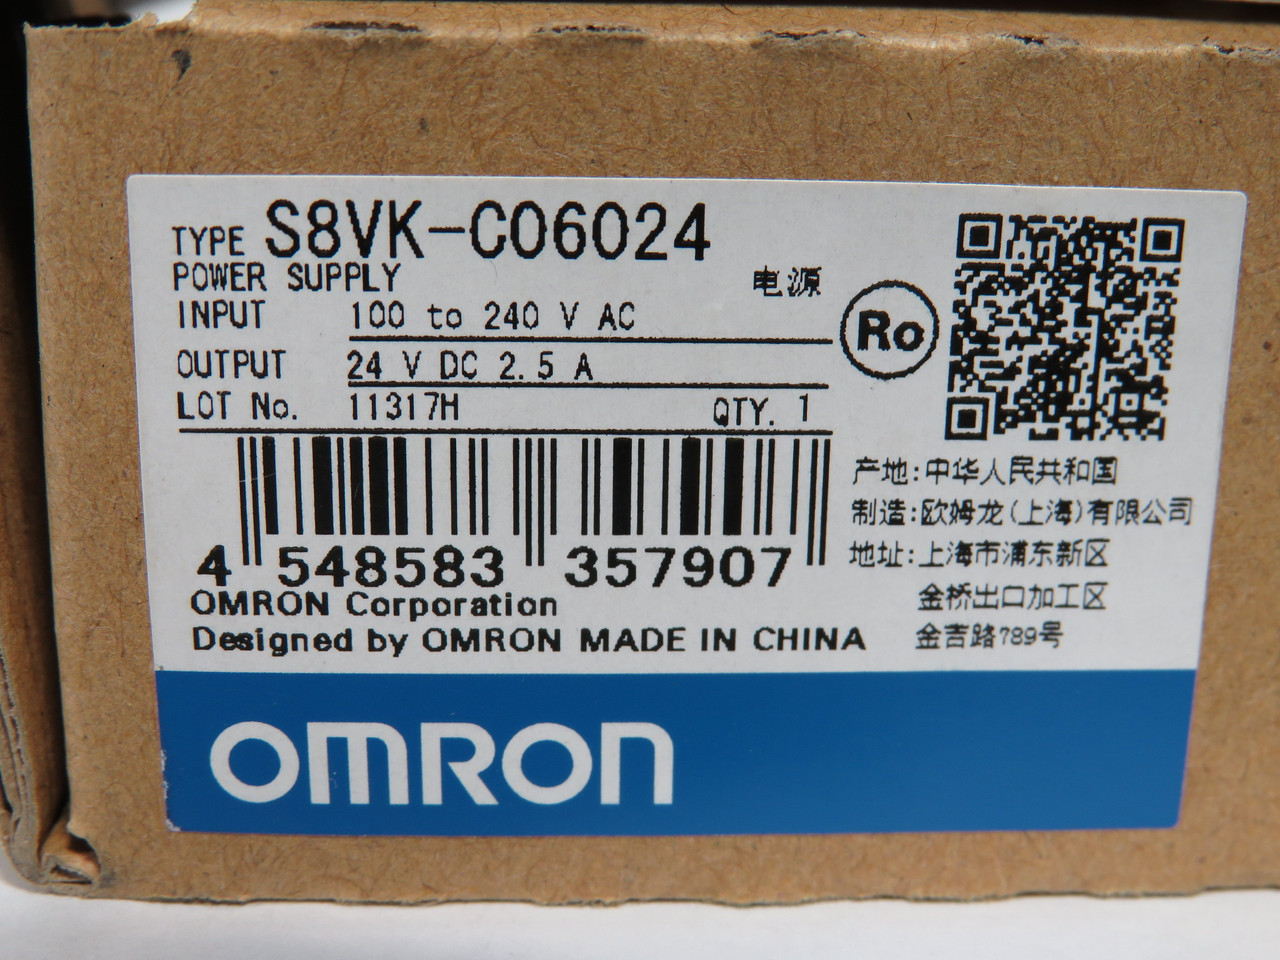 TYPE S8VK-C06024
POWER SUPPLY 电源
INPUT 100 to 240 V AC
OUTPUT 24 V DC 2.5 A
LOT No. 11317H QTY. 1
Ro
4 548583 357907
OMRON Corporation
Designed by OMRON MADE IN CHINA
产地:中华人民共和国
制造:欧姆龙(上海)有限公司
地址:上海市浦东新区
金桥出口加工区
金吉路789号
OMRON